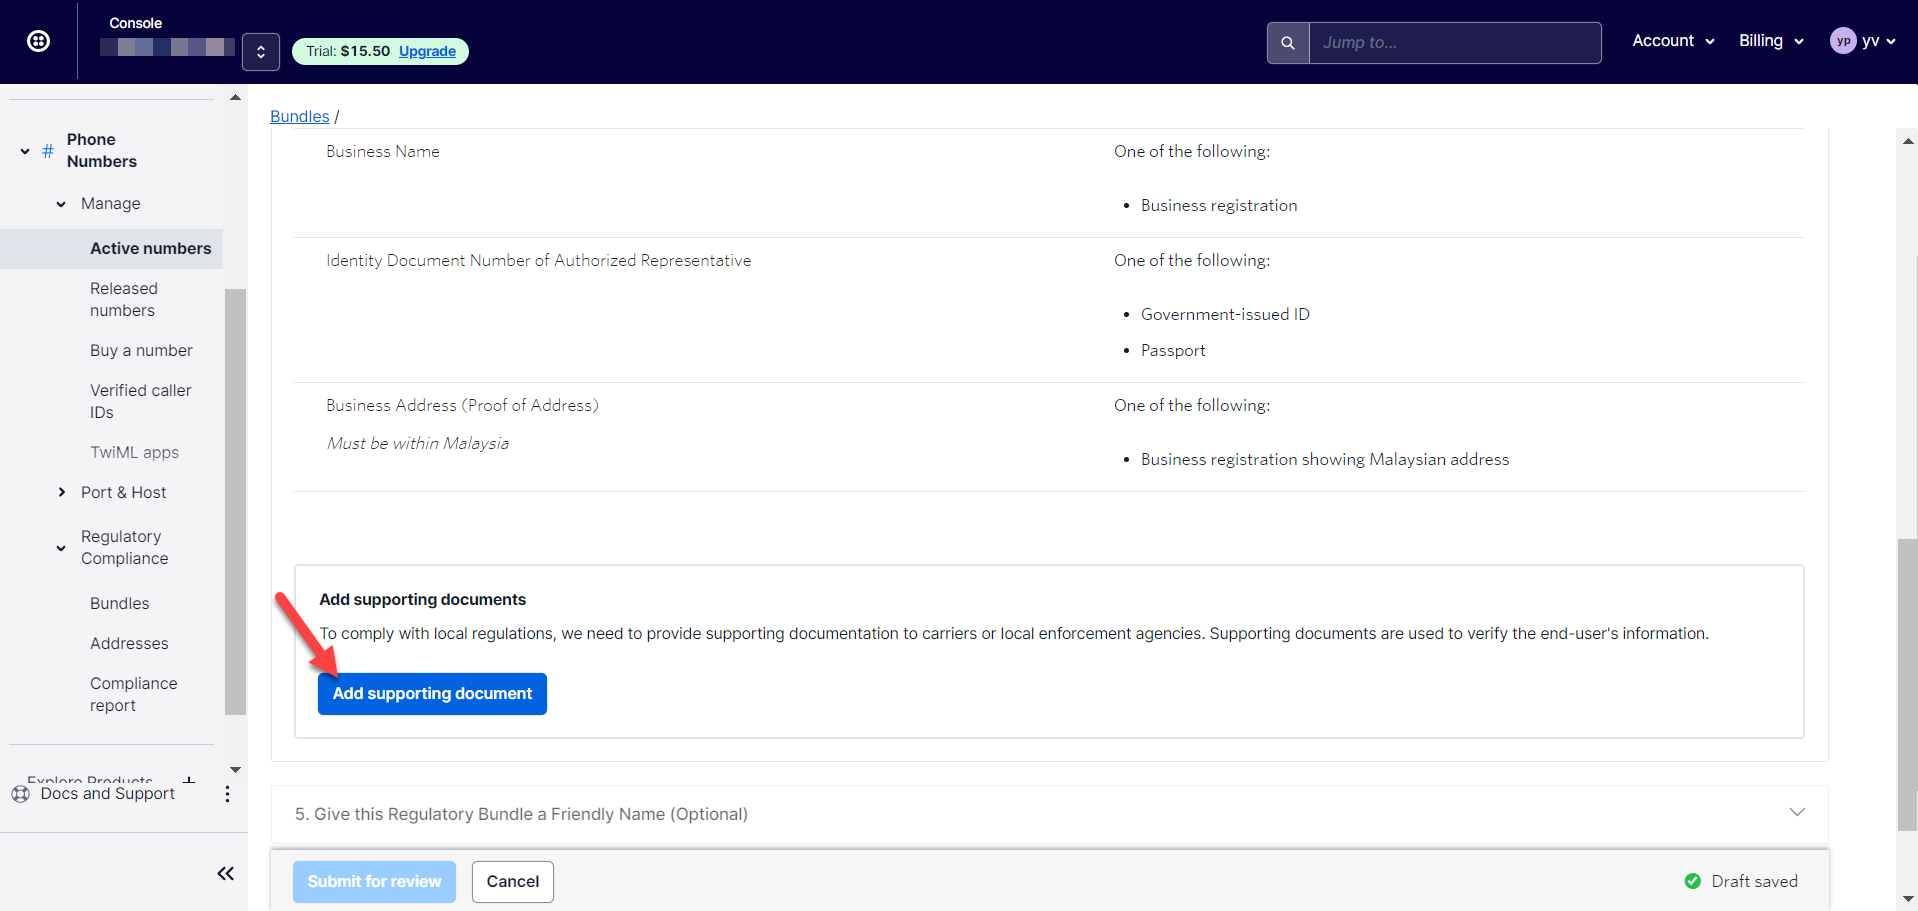 Console
Trial: $15.50 Upgrade
Jump to...
Account
Billing
yp
yv
Phone
Numbers
Manage
Active numbers
Released
numbers
Buy a number
Verified caller
IDs
TwiML apps
Port & Host
Regulatory
Compliance
Bundles
Addresses
Compliance
report
Explore Products
Docs and Support
Bundles /
Business Name
One of the following:
• Business registration
Identity Document Number of Authorized Representative
One of the following:
• Government-issued ID
• Passport
Business Address (Proof of Address)
Must be within Malaysia
One of the following:
• Business registration showing Malaysian address
Add supporting documents
To comply with local regulations, we need to provide supporting documentation to carriers or local enforcement agencies. Supporting documents are used to verify the end-user's information.
Add supporting document
5. Give this Regulatory Bundle a Friendly Name (Optional)
Submit for review
Cancel
Draft saved